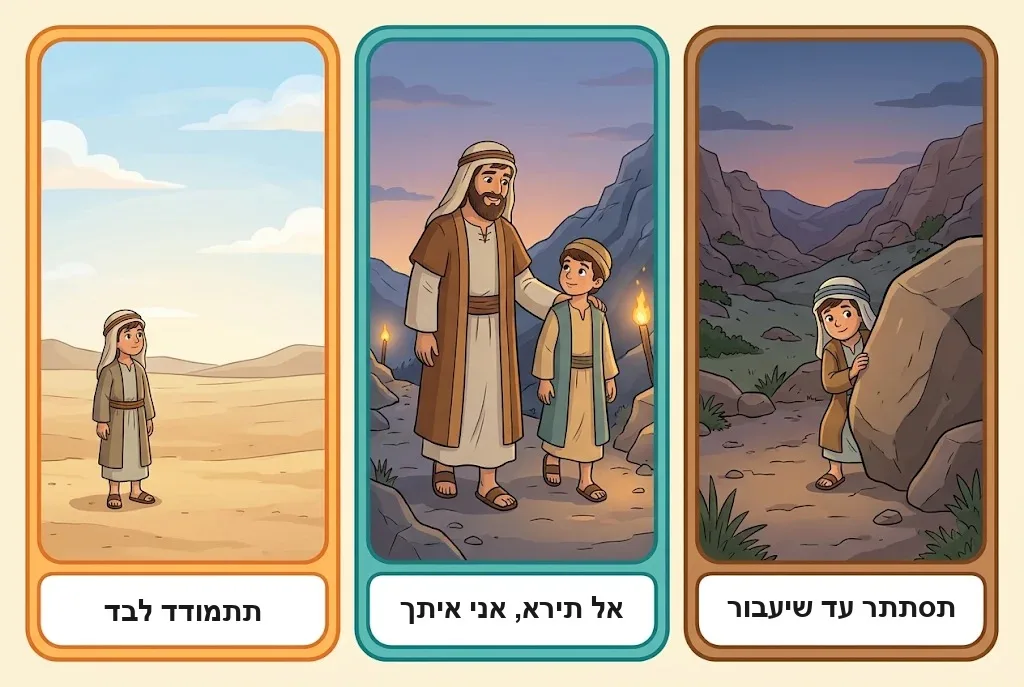 תסתתר עד שיעבור
אל תירא, אני איתך
תתמודד לבד